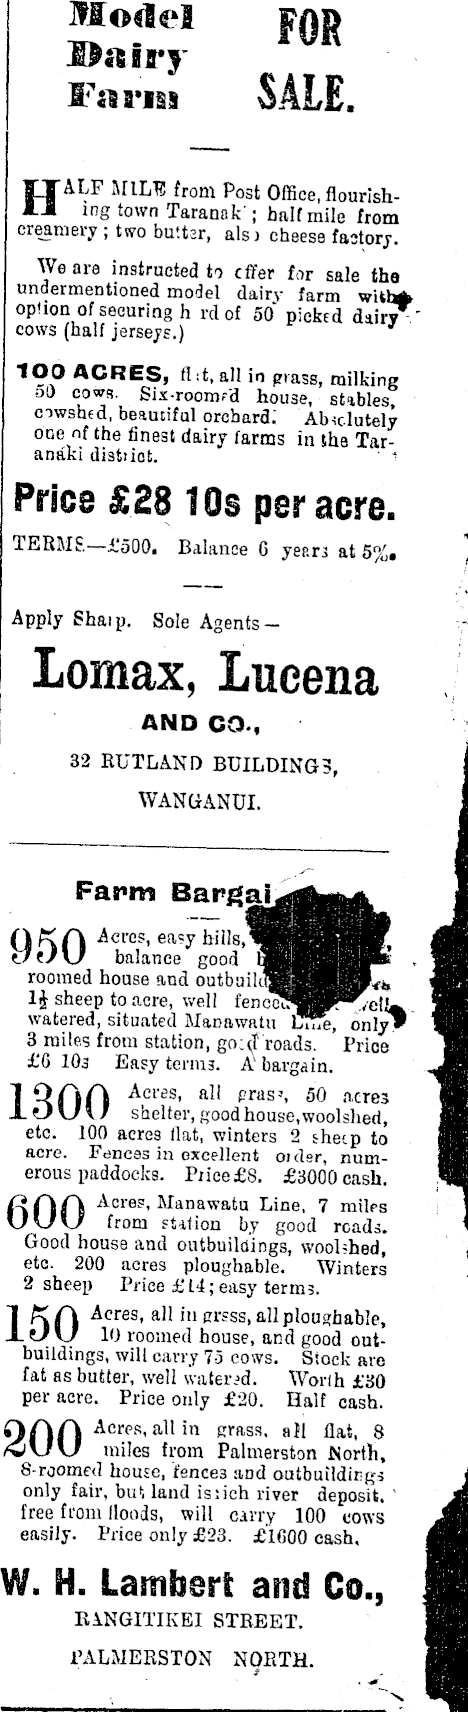 Model
Dairy
Farm
FOR
SALE.
HALF MILE from Post Office, flourish-
ing town Taranak'; half mile from
creamery; two butter, also cheese factory.
We are instructed to offer for sale the
undermentioned model dairy farm with
option of securing h rd of 50 picked dairy
cows (half jerseys.)
100 ACRES, flat, all in grass, milking
50 cows. Six-roomed house, stables,
cowshed, beautiful orchard. Absolutely
one of the finest dairy farms in the Tar-
anaki district.
Price £28 10s per acre.
TERMS.—£500. Balance 6 years at 5%.
Apply Sharp. Sole Agents—
Lomax, Lucena
AND CO.,
32 RUTLAND BUILDINGS,
WANGANUI.
Farm Bargai
950 Acres, easy hills,
balance good
roomed house and outbuild
1½ sheep to acre, well fenced well
watered, situated Manawatu Line, only
3 miles from station, good roads. Price
£6 10s Easy terms. A bargain.
1300 Acres, all grass, 50 acres
shelter, good house, woolshed,
etc. 100 acres flat, winters 2 sheep to
acre. Fences in excellent order, num-
erous paddocks. Price £8. £3000 cash.
600 Acres, Manawatu Line, 7 miles
from station by good roads.
Good house and outbuildings, woolshed,
etc. 200 acres ploughable. Winters
2 sheep Price £14; easy terms.
150 Acres, all in grsss, all ploughable,
10 roomed house, and good out-
buildings, will carry 75 cows. Stock are
fat as butter, well watered. Worth £30
per acre. Price only £20. Half cash.
200 Acres, all in grass, all flat, 8
miles from Palmerston North,
8-roomed house, fences and outbuildings
only fair, but land is rich river deposit,
free from floods, will carry 100 cows
easily. Price only £23. £1600 cash.
W. H. Lambert and Co.,
RANGITIKEI STREET.
PALMERSTON NORTH.